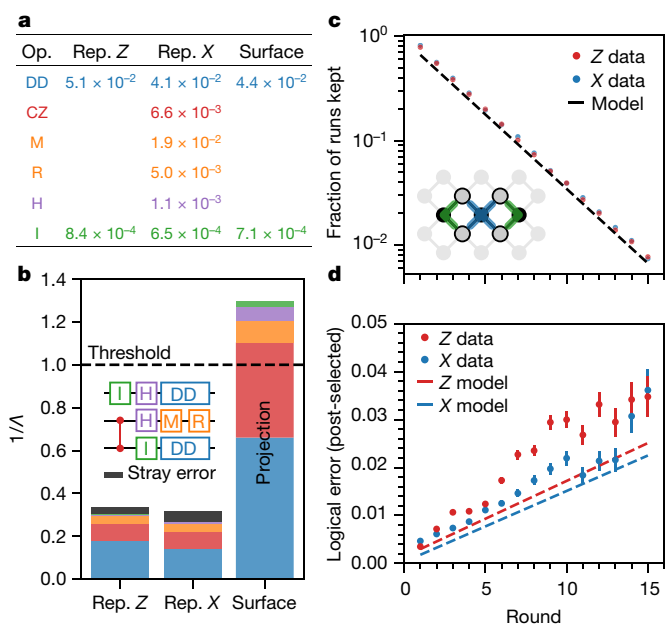 a
Op. Rep. Z Rep. X Surface
DD 5.1 × 10⁻² 4.1 × 10⁻² 4.4 × 10⁻²
CZ 6.6 × 10⁻³
M 1.9 × 10⁻²
R 5.0 × 10⁻³
H 1.1 × 10⁻³
I 8.4 × 10⁻⁴ 6.5 × 10⁻⁴ 7.1 × 10⁻⁴
b
1/Λ
1.4
1.2
1.0
0.8
0.6
0.4
0.2
0.0
Threshold
I H DD
H M R
I DD
Stray error
Projection
Rep. Z Rep. X Surface
c
Fraction of runs kept
10⁰
10⁻¹
10⁻²
Z data
X data
Model
d
Logical error (post-selected)
0.05
0.04
0.03
0.02
0.01
0.00
Z data
X data
Z model
X model
0 5 10 15
Round